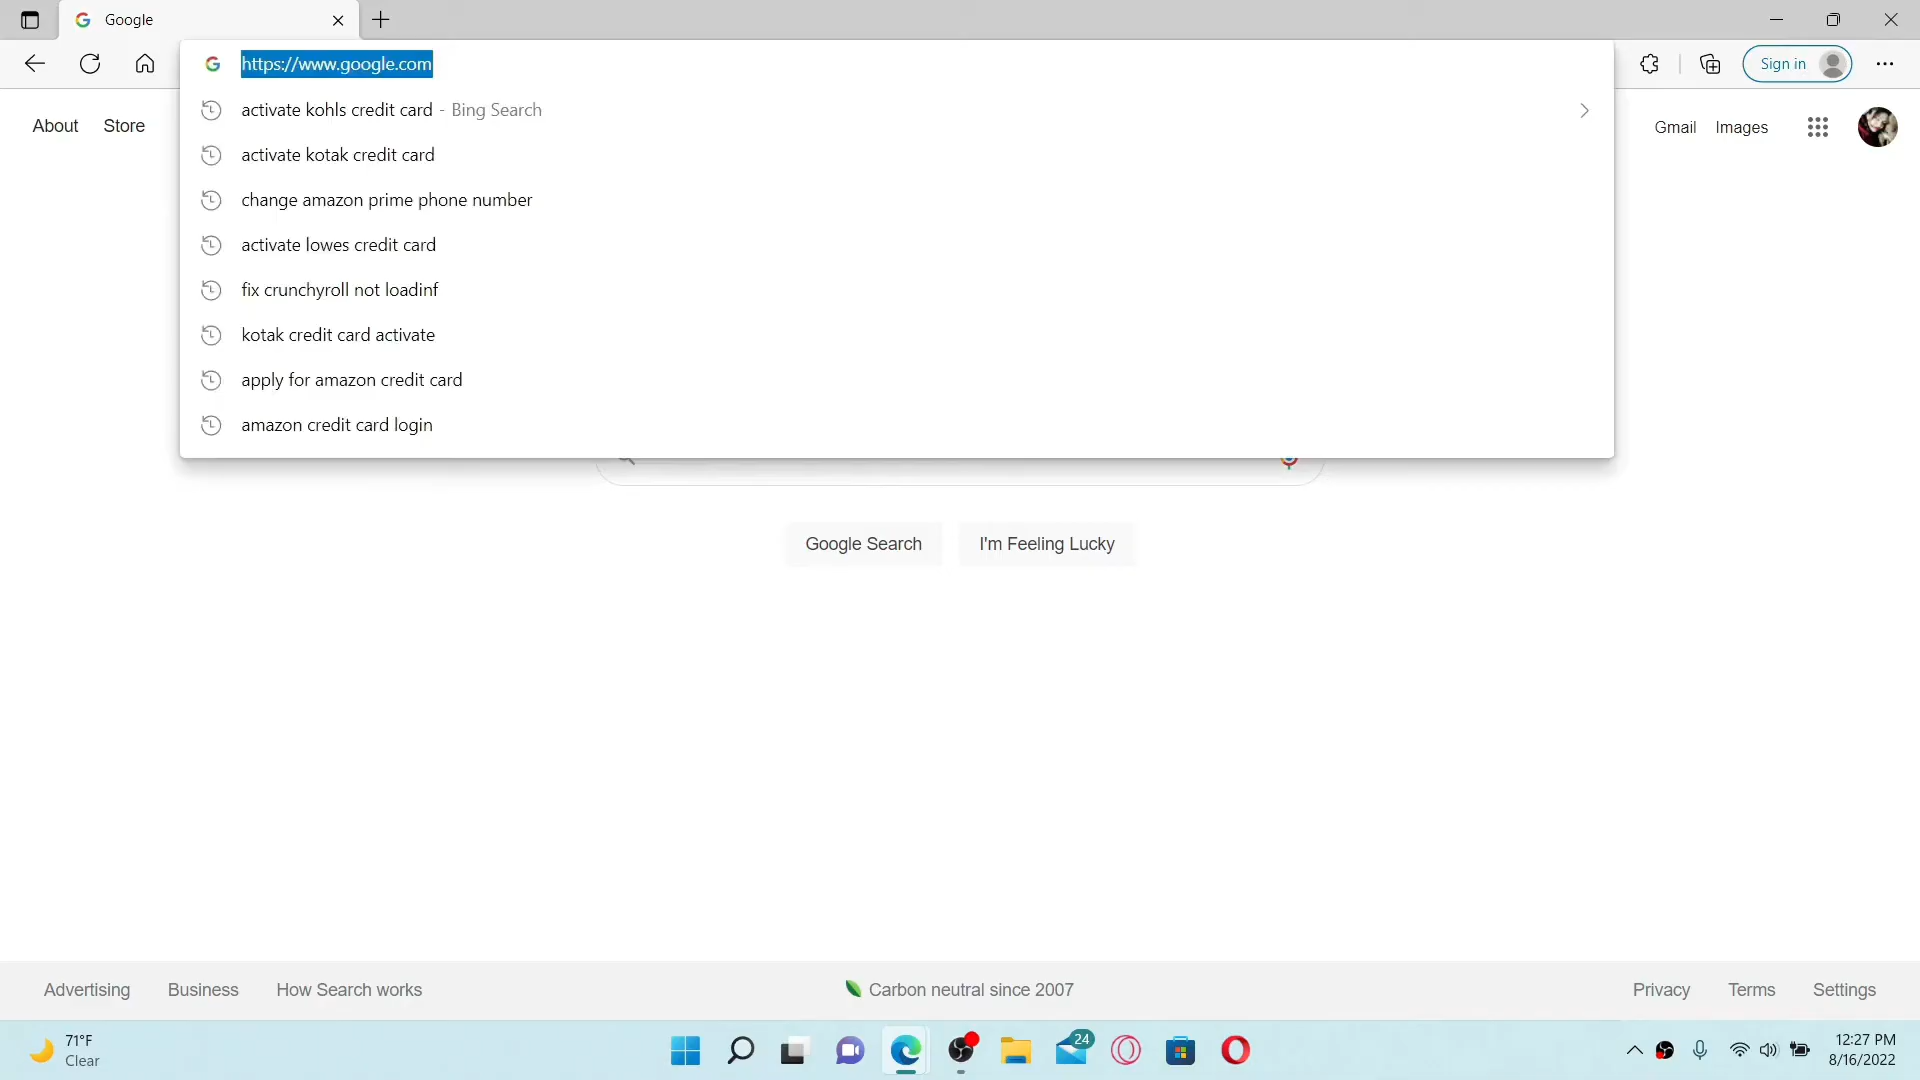 Google
https://www.google.com
Sign in
activate kohls credit card - Bing Search
activate kotak credit card
change amazon prime phone number
activate lowes credit card
fix crunchyroll not loadinf
kotak credit card activate
apply for amazon credit card
amazon credit card login
About Store
Gmail Images
Google Search I'm Feeling Lucky
Advertising Business How Search works
Carbon neutral since 2007
Privacy Terms Settings
71°F
Clear
24
12:27 PM
8/16/2022